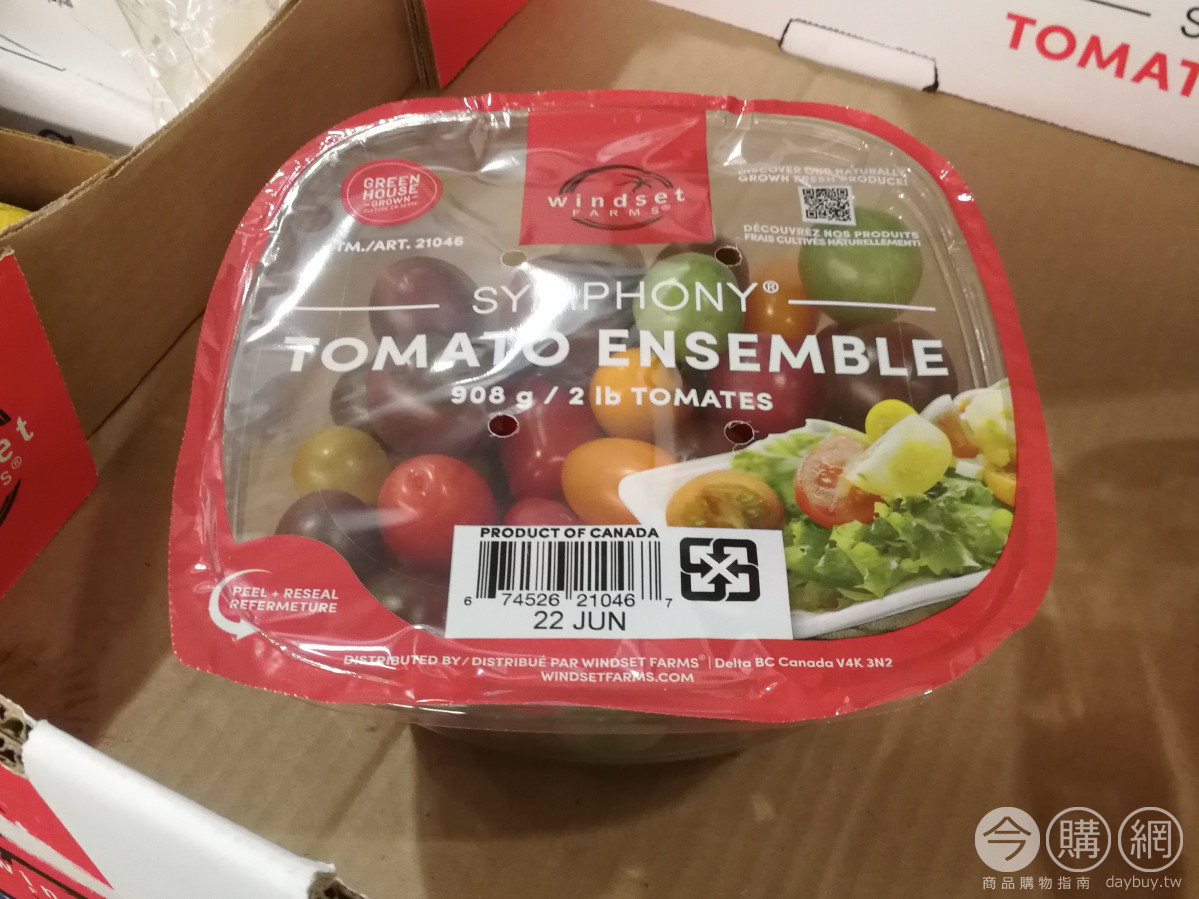 TOMAT
GREEN
HOUSE
GROWN
windset
FARMS®
DISCOVER OUR NATURALLY
GROWN FRESH PRODUCE!
DÉCOUVREZ NOS PRODUITS
FRAIS CULTIVÉS NATURELLEMENT!
TM./ART. 21046
SYMPHONY®
TOMATO ENSEMBLE
908 g / 2 lb TOMATES
PRODUCT OF CANADA
6 74526 21046 7
22 JUN
PEEL + RESEAL
REFERMETURE
DISTRIBUTED BY / DISTRIBUÉ PAR WINDSET FARMS® | Delta BC Canada V4K 3N2
WINDSETFARMS.COM
今購網
商品購物指南 daybuy.tw